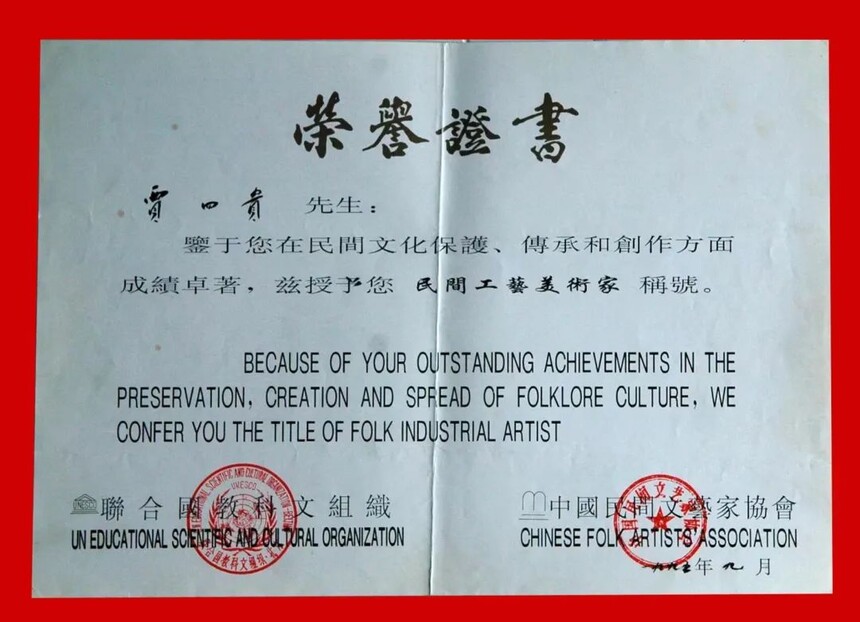 榮譽證書
賈四貴 先生:
鑒于您在民間文化保護、傳承和創作方面
成績卓著，兹授予您 民間工藝美術家 稱號。
BECAUSE OF YOUR OUTSTANDING ACHIEVEMENTS IN THE
PRESERVATION, CREATION AND SPREAD OF FOLKLORE CULTURE, WE
CONFER YOU THE TITLE OF FOLK INDUSTRIAL ARTIST
聯合國教科文組織
UN EDUCATIONAL SCIENTIFIC AND CULTURAL ORGANIZATION
UNESCO
中國民間文藝家協會
CHINESE FOLK ARTISTS' ASSOCIATION
年九月